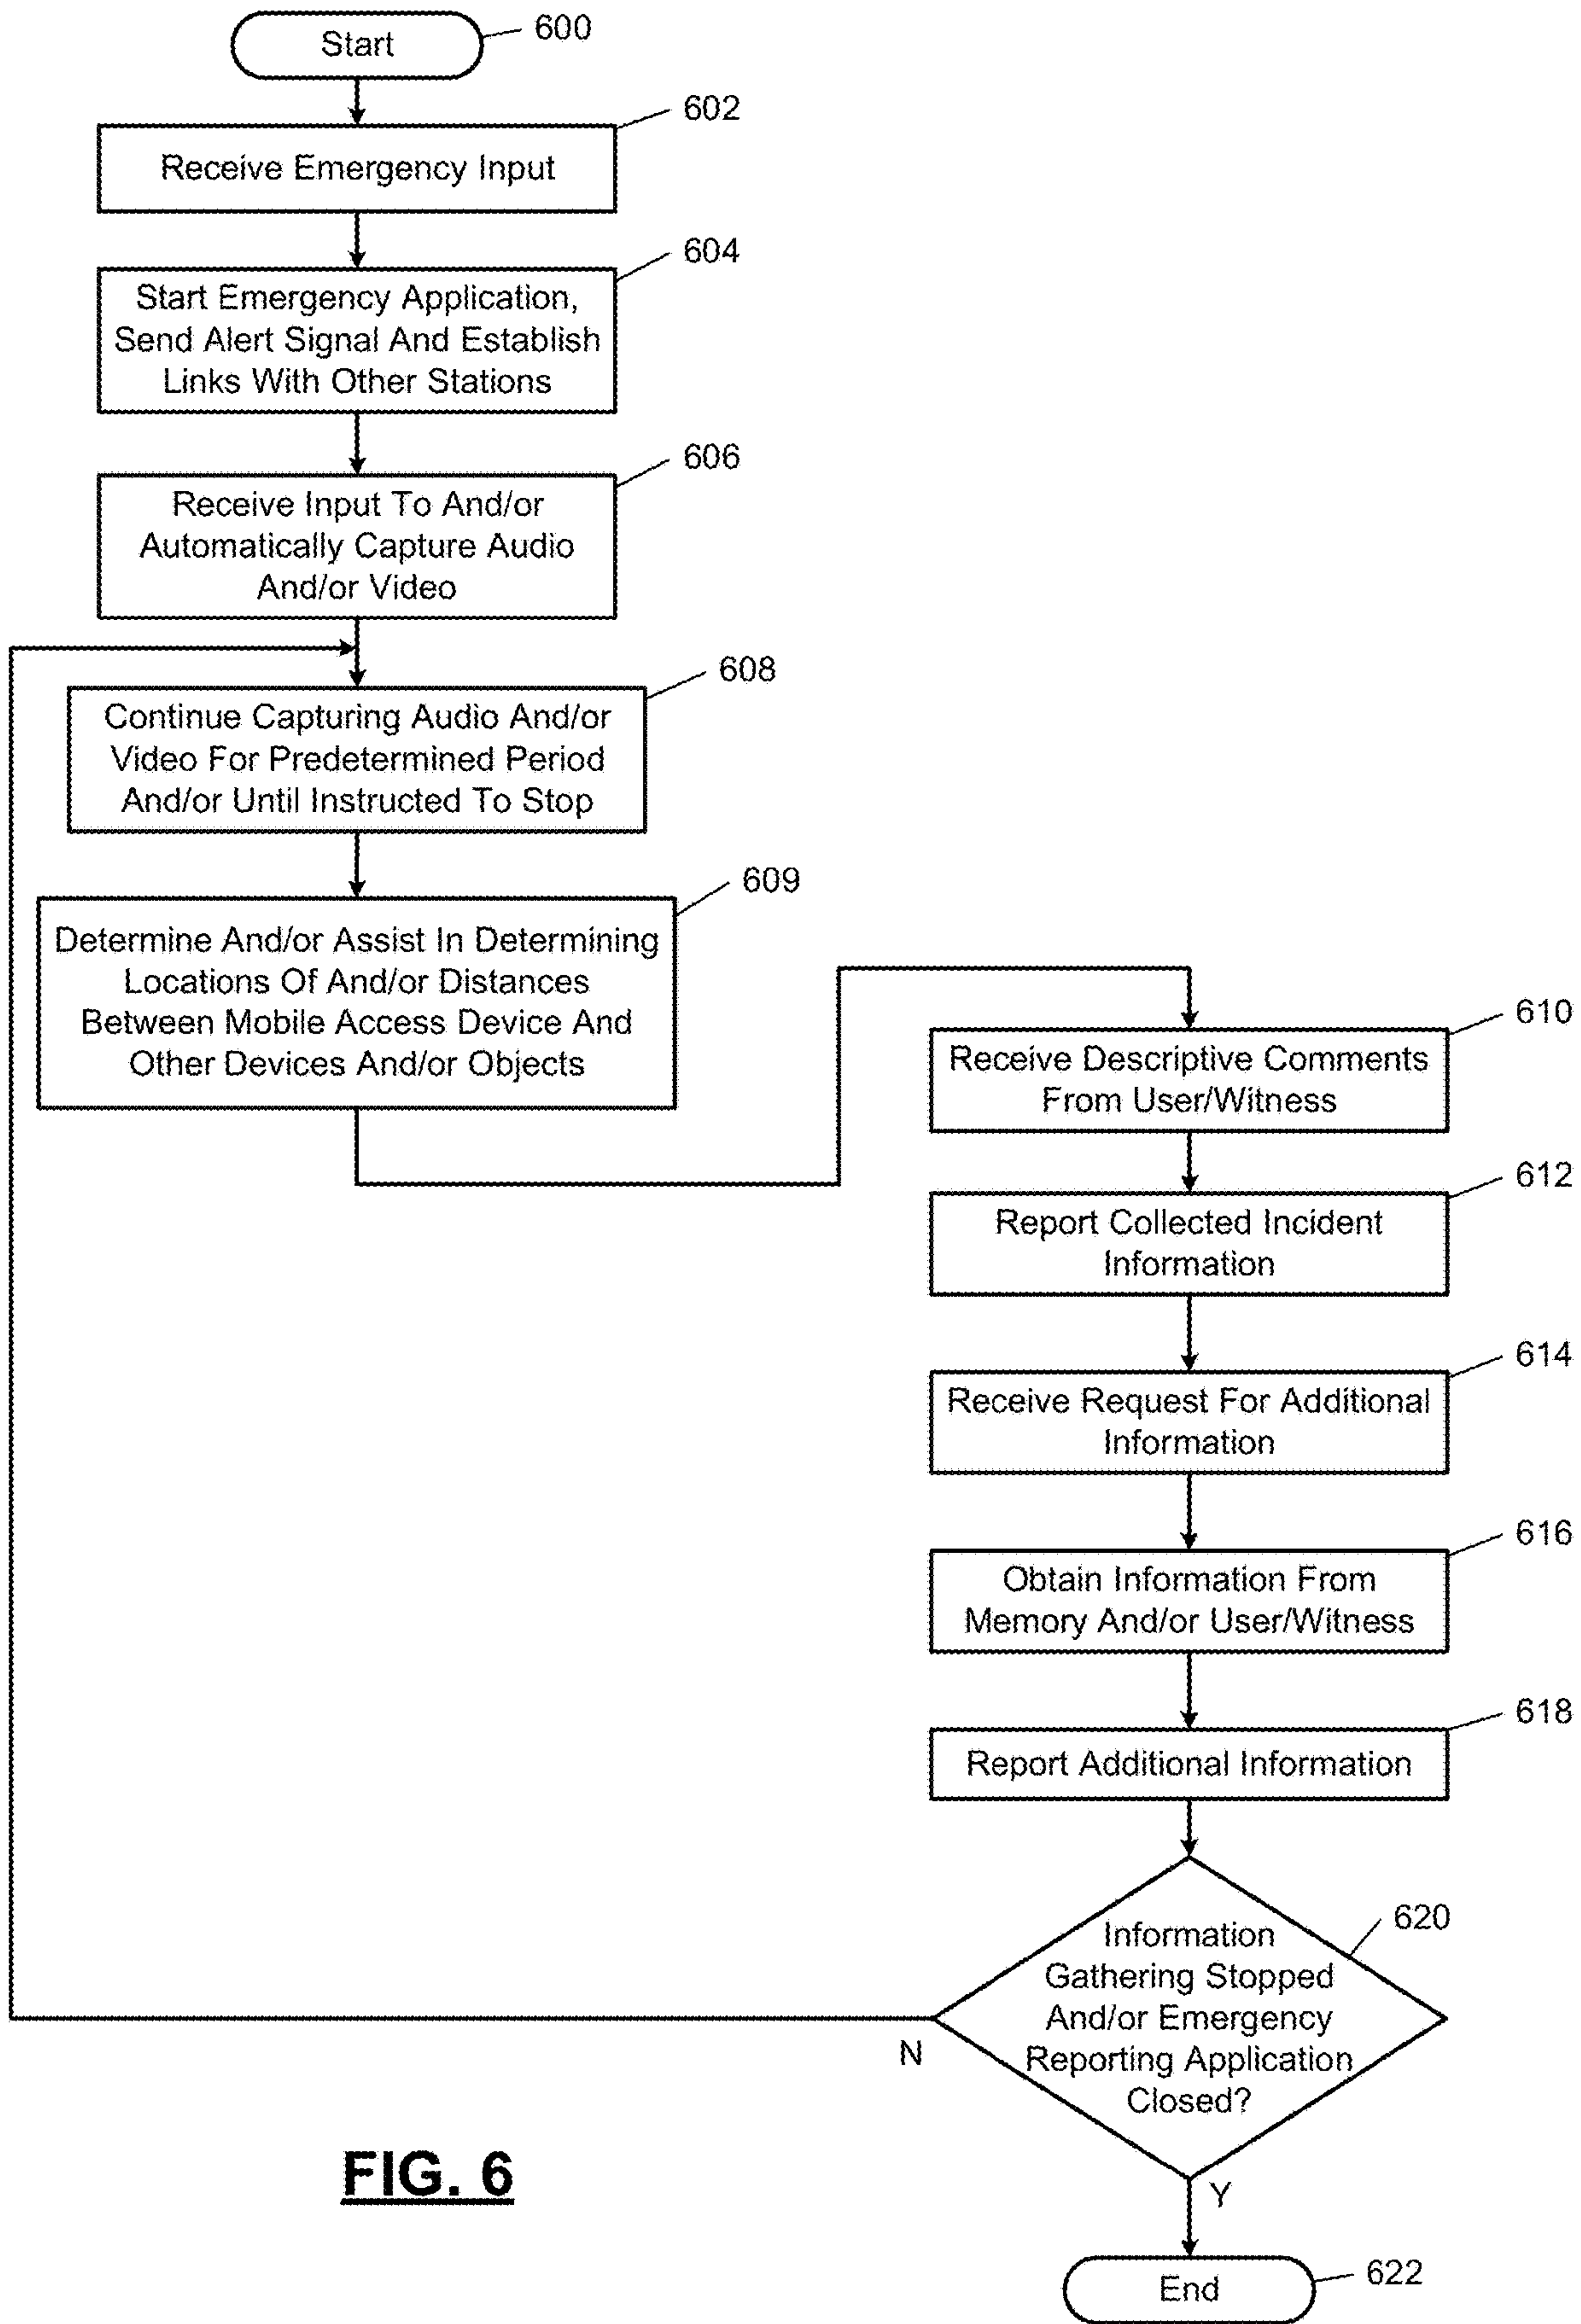 Start
600
602
Receive Emergency Input
604
Start Emergency Application,
Send Alert Signal And Establish
Links With Other Stations
606
Receive Input To And/or
Automatically Capture Audio
And/or Video
608
Continue Capturing Audio And/or
Video For Predetermined Period
And/or Until Instructed To Stop
609
Determine And/or Assist In Determining
Locations Of And/or Distances
Between Mobile Access Device And
Other Devices And/or Objects
610
Receive Descriptive Comments
From User/Witness
612
Report Collected Incident
Information
614
Receive Request For Additional
Information
616
Obtain Information From
Memory And/or User/Witness
618
Report Additional Information
620
Information
Gathering Stopped
And/or Emergency
Reporting Application
Closed?
N
Y
End
622
FIG. 6